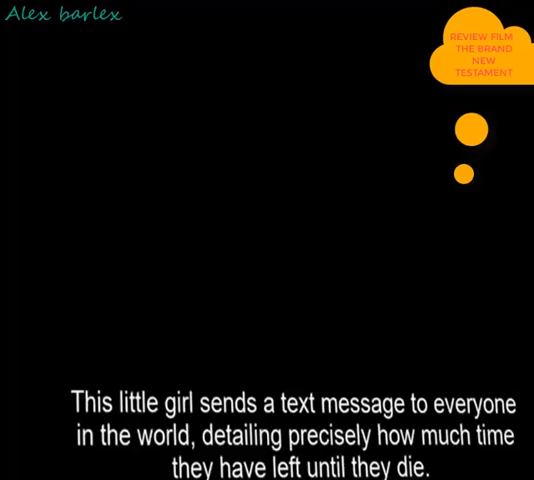 Alex barlex
REVIEW FILM
THE BRAND
NEW
TESTAMENT
This little girl sends a text message to everyone
in the world, detailing precisely how much time
they have left until they die.